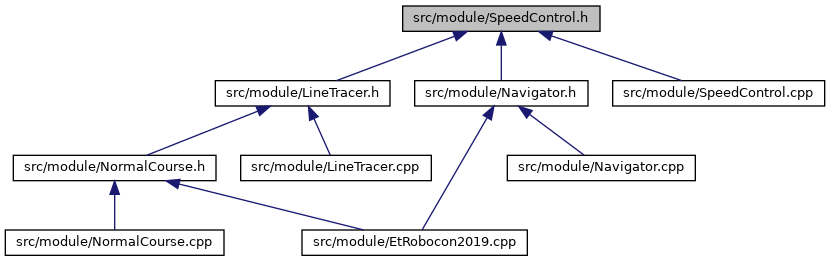 src/module/SpeedControl.h
src/module/LineTracer.h
src/module/Navigator.h
src/module/SpeedControl.cpp
src/module/NormalCourse.h
src/module/LineTracer.cpp
src/module/Navigator.cpp
src/module/NormalCourse.cpp
src/module/EtRobocon2019.cpp